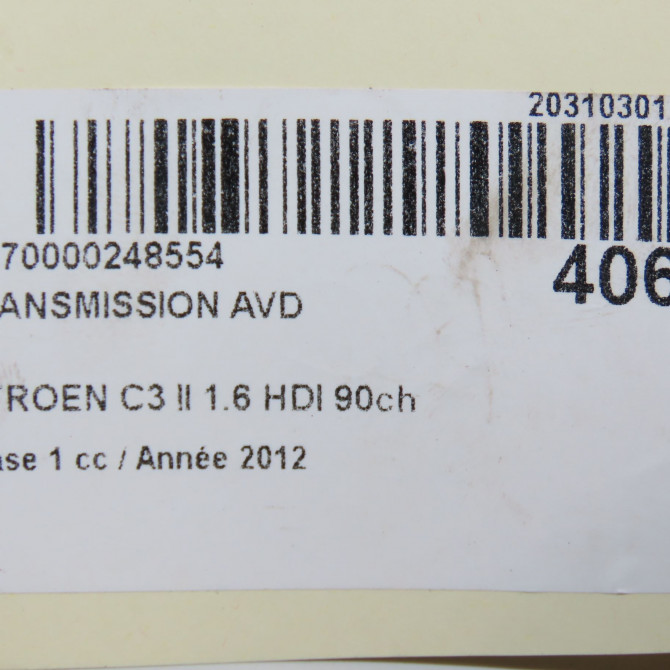 20310301
70000248554
406
ANSMISSION AVD
TROEN C3 II 1.6 HDI 90ch
ase 1 cc / Année 2012